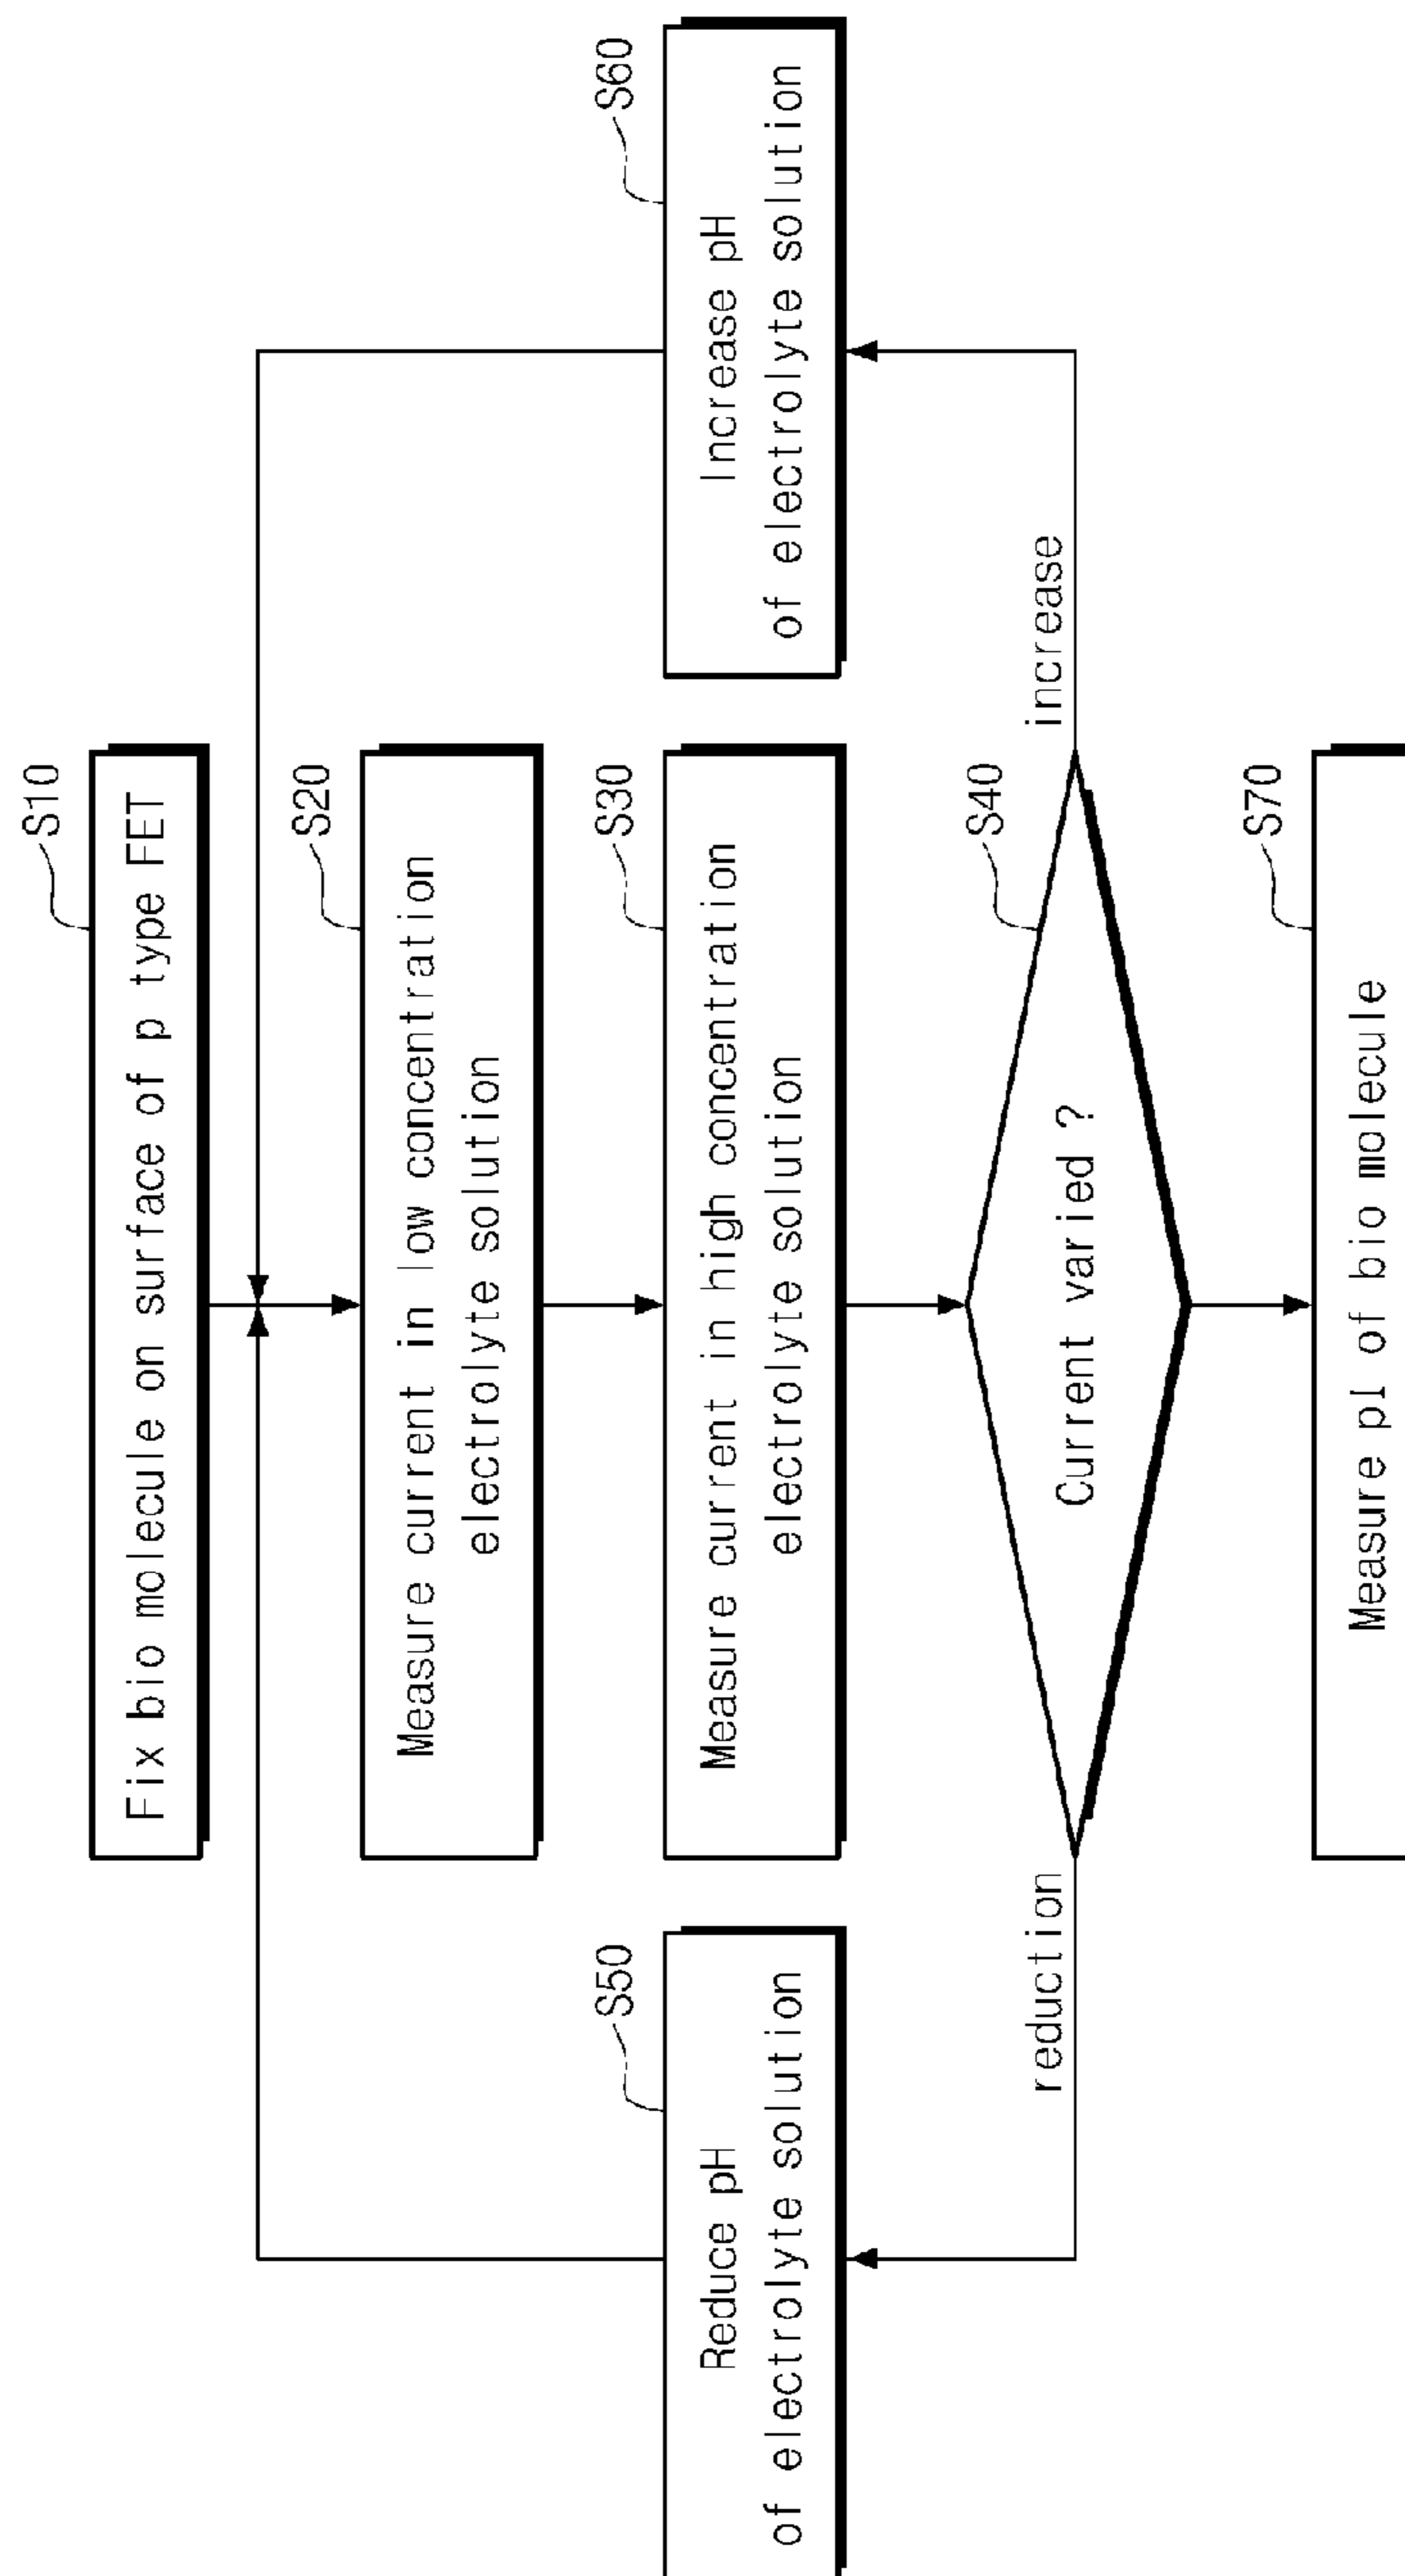 S10
Fix bio molecule on surface of p type FET
S20
Measure current in low concentration
electrolyte solution
S30
Measure current in high concentration
electrolyte solution
S40
Current varied ?
reduction
increase
S50
Reduce pH
of electrolyte solution
S60
Increase pH
of electrolyte solution
S70
Measure pI of bio molecule